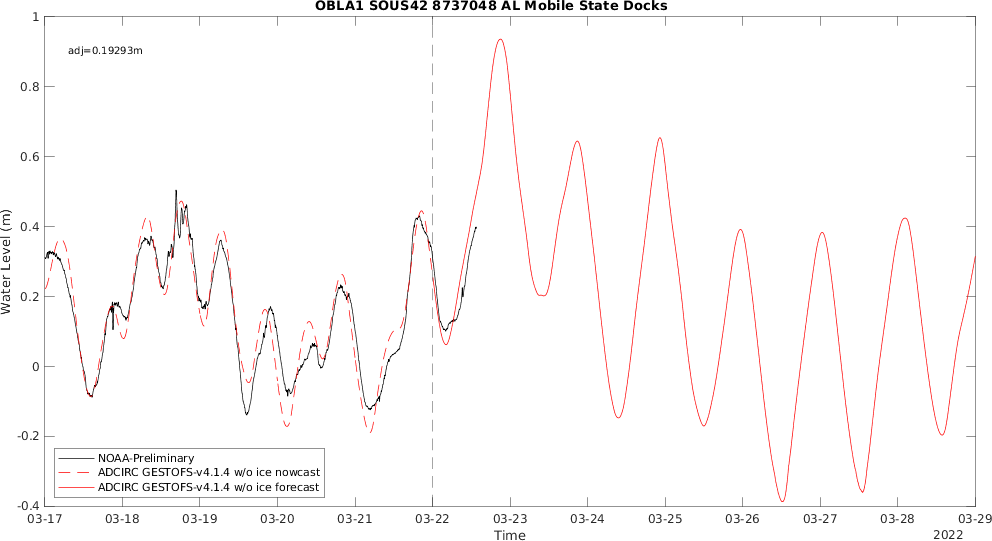 OBLA1 SOUS42 8737048 AL Mobile State Docks
adj=0.19293m
Water Level (m)
1
0.8
0.6
0.4
0.2
0
-0.2
-0.4
NOAA-Preliminary
ADCIRC GESTOFS-v4.1.4 w/o ice nowcast
ADCIRC GESTOFS-v4.1.4 w/o ice forecast
03-17 03-18 03-19 03-20 03-21 03-22 03-23 03-24 03-25 03-26 03-27 03-28 03-29
Time
2022